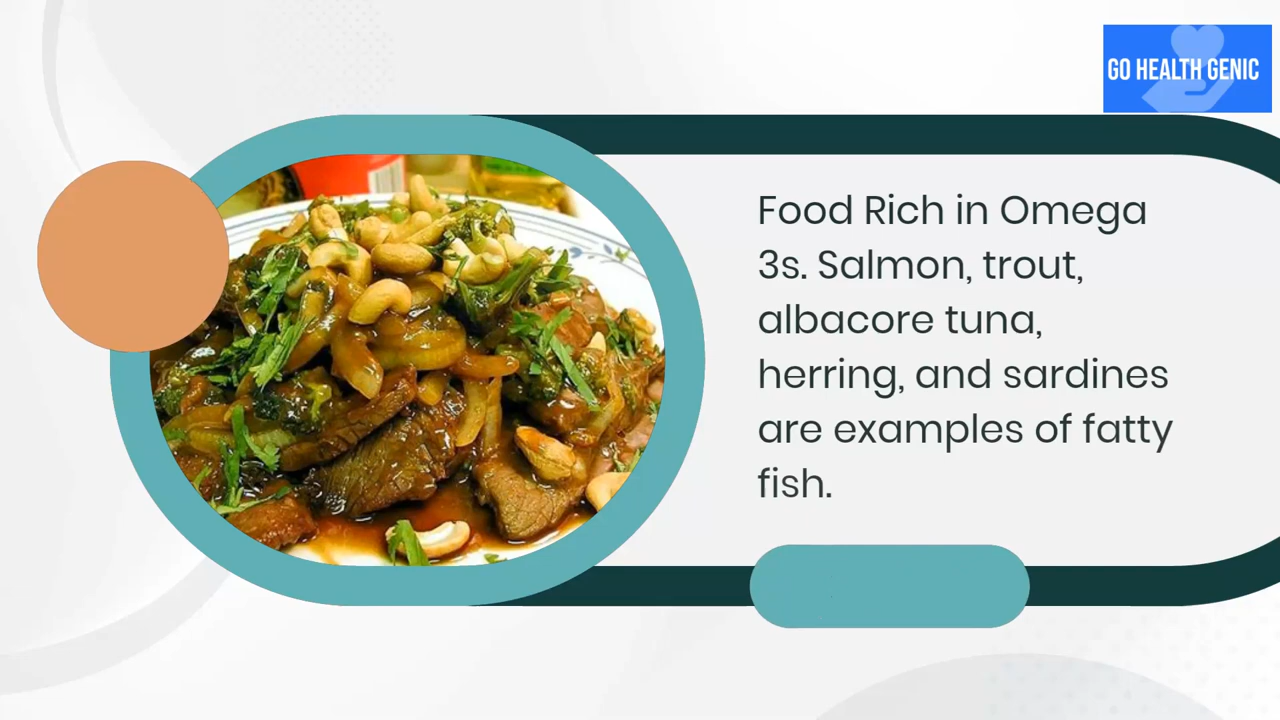 GO HEALTH GENIC
Food Rich in Omega
3s. Salmon, trout,
albacore tuna,
herring, and sardines
are examples of fatty
fish.